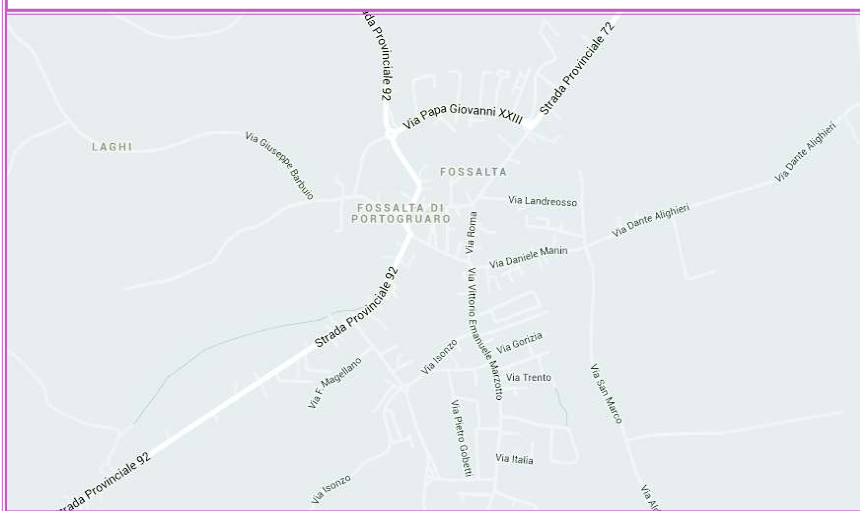 Strada Provinciale 92
Strada Provinciale 72
Via Papa Giovanni XXIII
Via Giuseppe Barbuio
LAGHI
Via Dante Alighieri
FOSSALTA
Via Landreosso
FOSSALTA DI
PORTOGRUARO
Via Roma
Via Dante Alighieri
Via Daniele Manin
Strada Provinciale 92
Via Vittorio Emanuele Marzotto
Via Gorizia
Via Isonzo
Via F. Magellano
Via Trento
Via San Marco
Via Pietro Gobetti
Via Italia
Strada Provinciale 92
Via Isonzo
Via